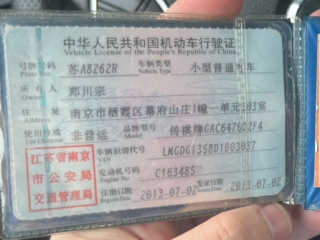 中华人民共和国机动车行驶证
Vehicle License of the People's Republic of China
号牌号码 苏A8262R 车辆类型 小型普通客车
Plate No. Vehicle Type
所有人 郑川宗
Owner
住址 南京市栖霞区幕府山庄1幢一单元503室
Address
使用性质 非营运 品牌型号 传祺牌GAC6470D2F4
江苏省南京
市公安局
交通管理局
车辆识别代号 LMGDG1S58D1003037
VIN
发动机号码 C163485
Engine No.
注册日期 2013-07-02 发证日期 2013-07-02
Register Date Issue Date